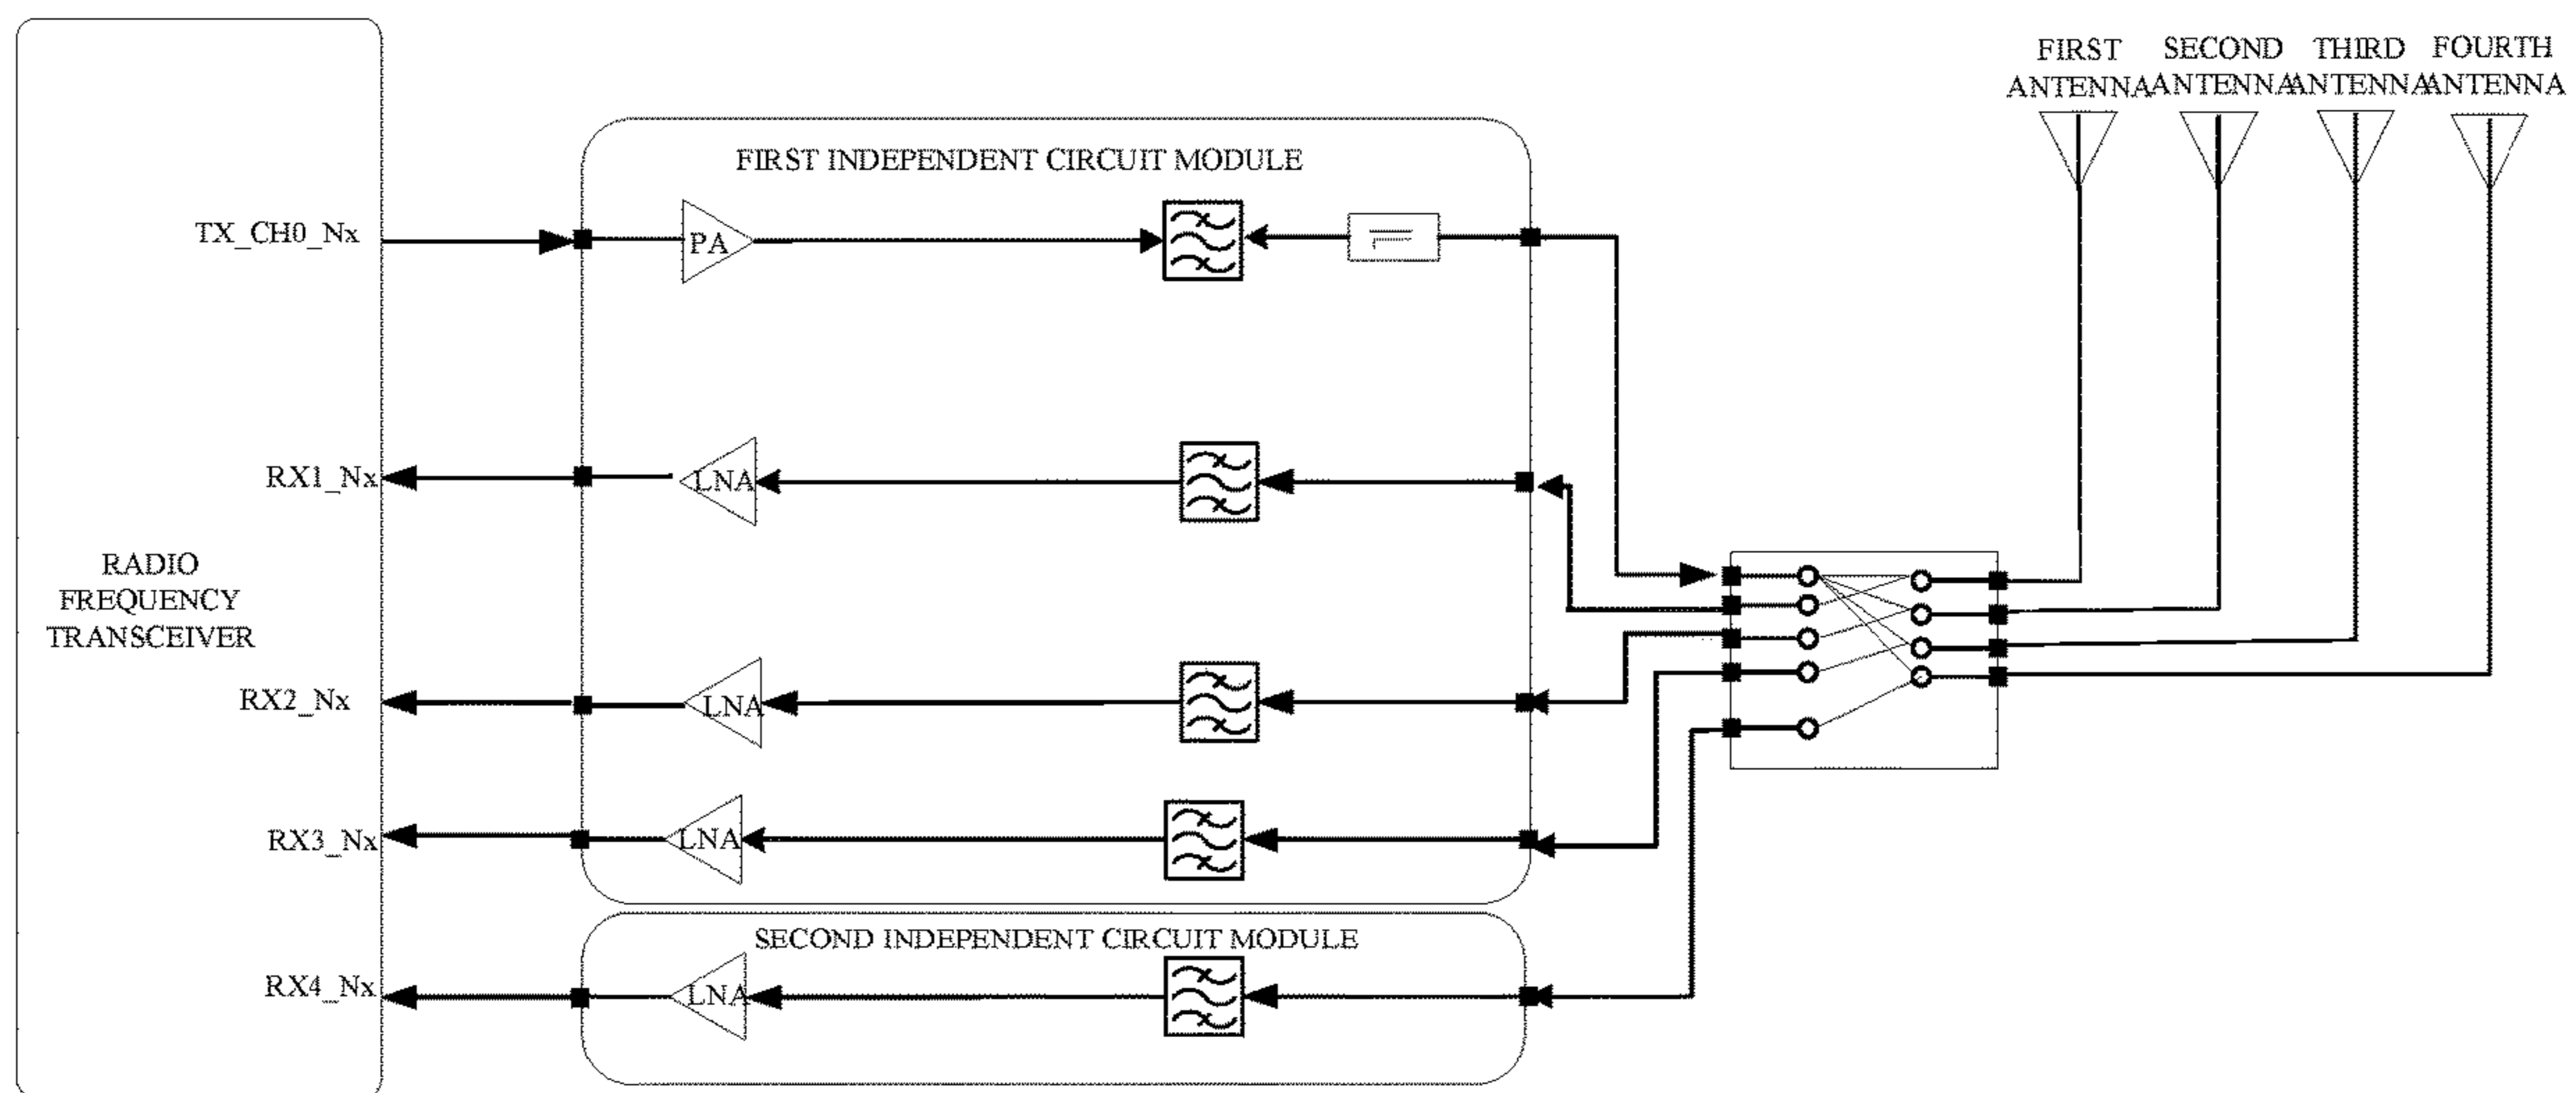 FIRST ANTENNA
SECOND ANTENNA
THIRD ANTENNA
FOURTH ANTENNA
FIRST INDEPENDENT CIRCUIT MODULE
TX_CH0_Nx
PA
RX1_Nx
LNA
RADIO
FREQUENCY
TRANSCEIVER
RX2_Nx
LNA
RX3_Nx
LNA
SECOND INDEPENDENT CIRCUIT MODULE
RX4_Nx
LNA